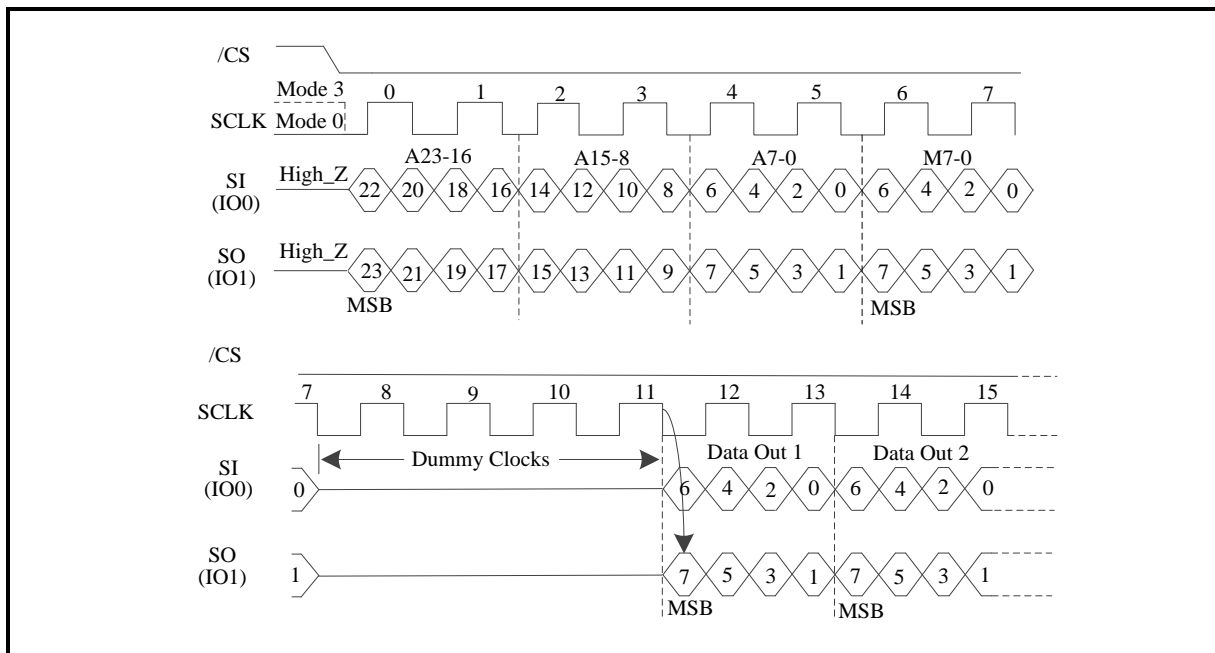 /CS
Mode 3 0 1 2 3 4 5 6 7
SCLK Mode 0
A23-16 A15-8 A7-0 M7-0
SI High_Z 22 20 18 16 14 12 10 8 6 4 2 0 6 4 2 0
(IO0)
SO High_Z 23 21 19 17 15 13 11 9 7 5 3 1 7 5 3 1
(IO1)
MSB MSB
/CS
7 8 9 10 11 12 13 14 15
SCLK
Dummy Clocks Data Out 1 Data Out 2
SI 0 6 4 2 0 6 4 2 0
(IO0)
SO 1 7 5 3 1 7 5 3 1
(IO1)
MSB MSB